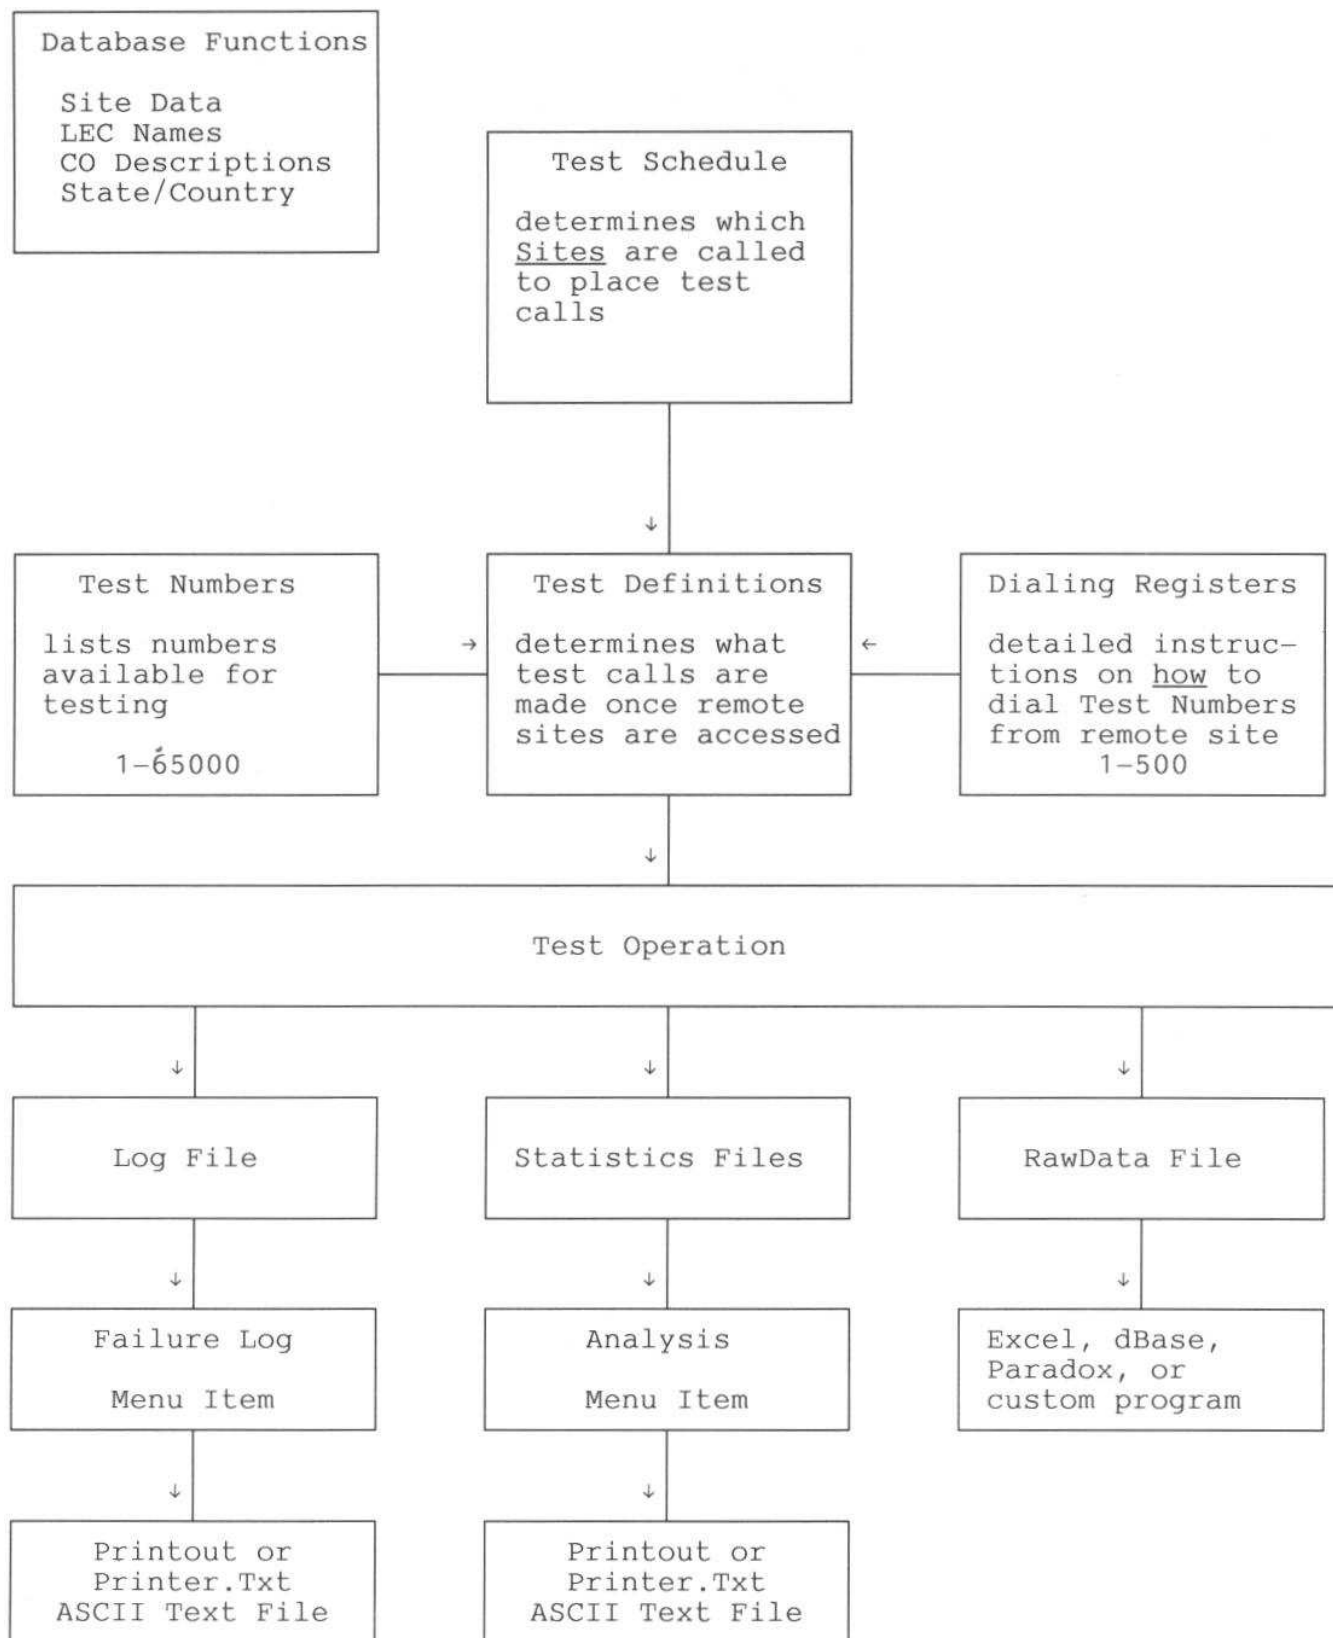 Database Functions
Site Data
LEC Names
CO Descriptions
State/Country
Test Schedule
determines which
Sites are called
to place test
calls
Test Numbers
lists numbers
available for
testing
1-65000
Test Definitions
determines what
test calls are
made once remote
sites are accessed
Dialing Registers
detailed instruc-
tions on how to
dial Test Numbers
from remote site
1-500
Test Operation
Log File
Statistics Files
RawData File
Failure Log
Menu Item
Analysis
Menu Item
Excel, dBase,
Paradox, or
custom program
Printout or
Printer.Txt
ASCII Text File
Printout or
Printer.Txt
ASCII Text File